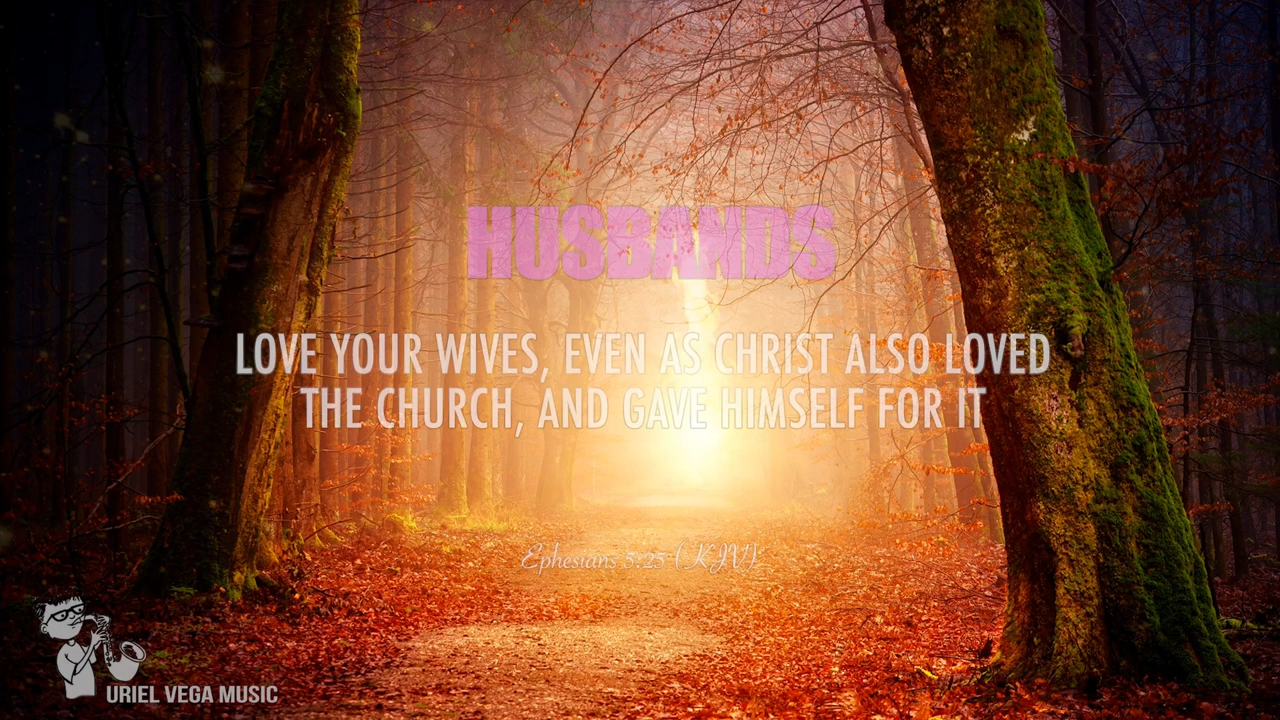 HUSBANDS
LOVE YOUR WIVES, EVEN AS CHRIST ALSO LOVED
THE CHURCH, AND GAVE HIMSELF FOR IT
Ephesians 5:25 (KJV)
URIEL VEGA MUSIC